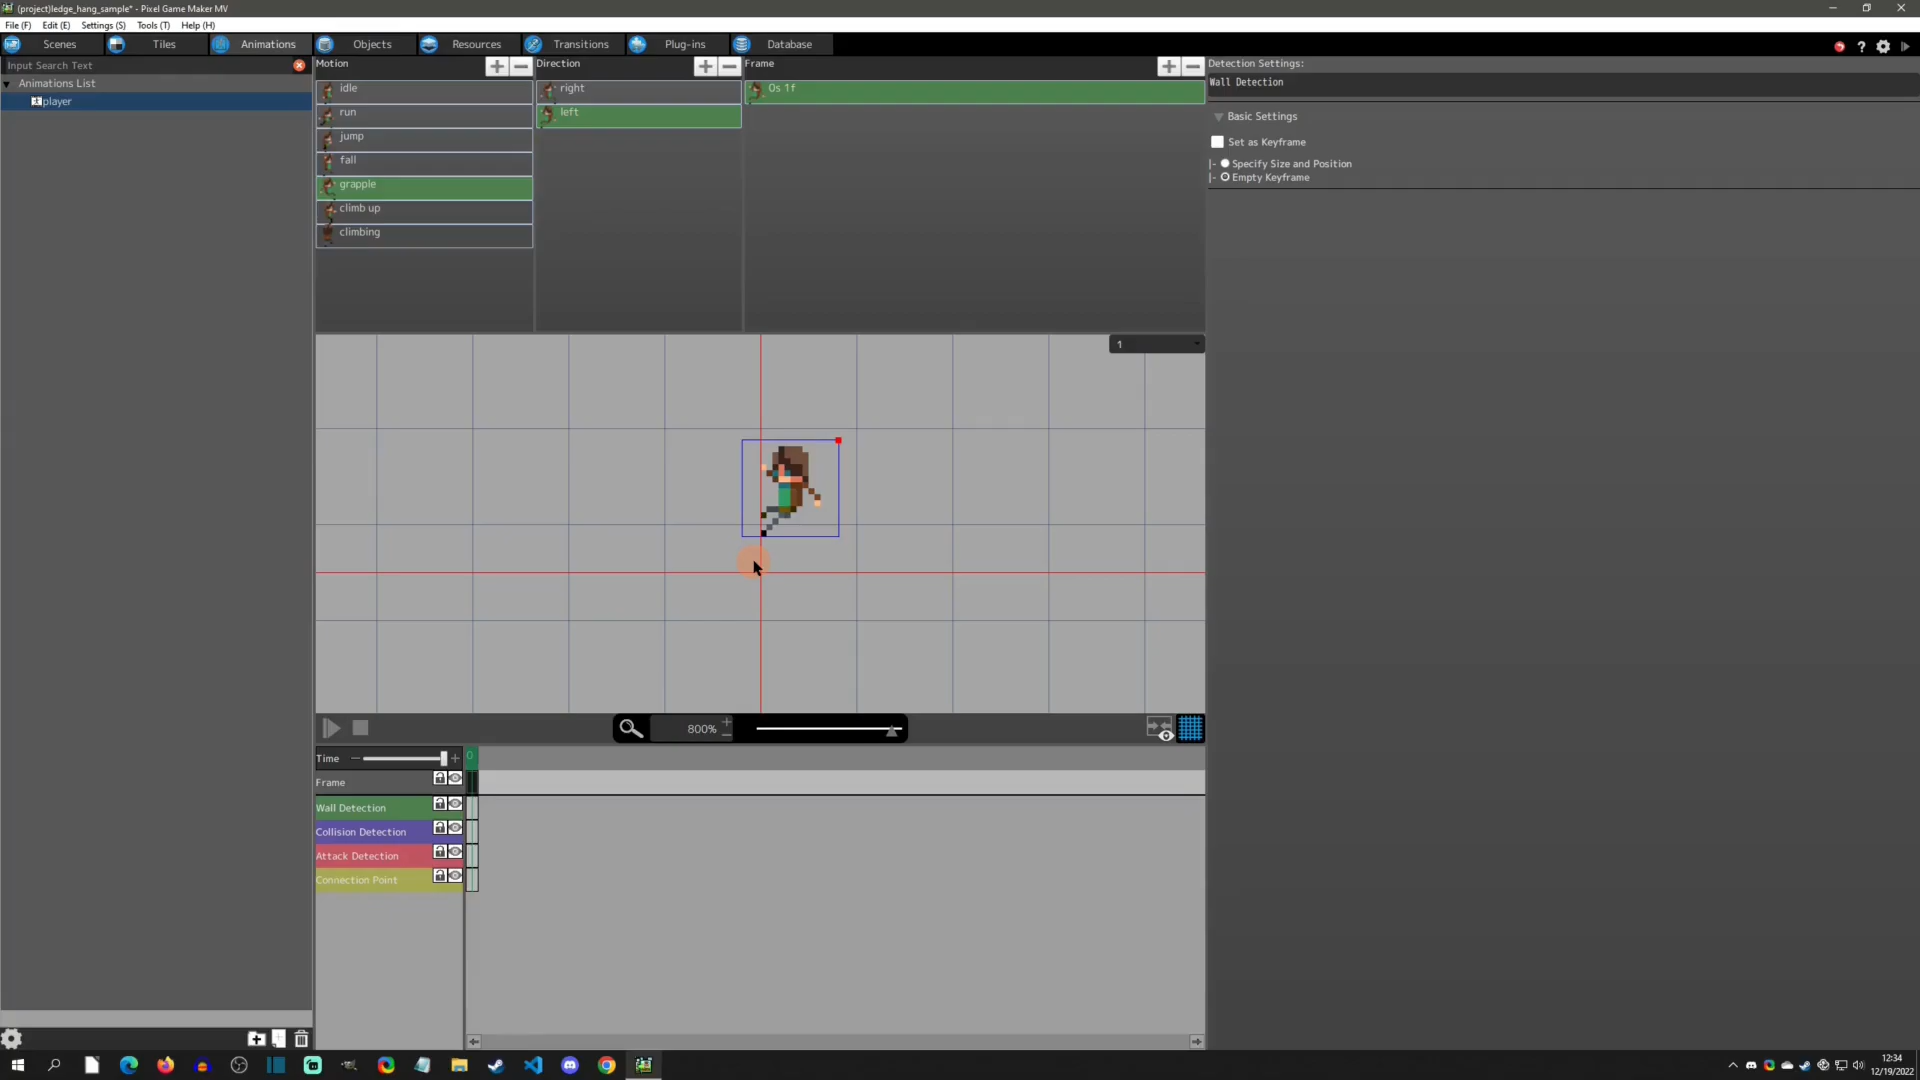 (project)ledge_hang_sample* - Pixel Game Maker MV
File (F) Edit (E) Settings (S) Tools (T) Help (H)
Scenes Tiles Animations Objects Resources Transitions Plug-ins Database
Input Search Text
Animations List
player
Motion
idle
run
jump
fall
grapple
climb up
climbing
Direction
right
left
Frame
0s 1f
Detection Settings:
Wall Detection
Basic Settings
Set as Keyframe
|- Specify Size and Position
|- Empty Keyframe
1
800%
Time
0
Frame
Wall Detection
Collision Detection
Attack Detection
Connection Point
12:34
12/19/2022